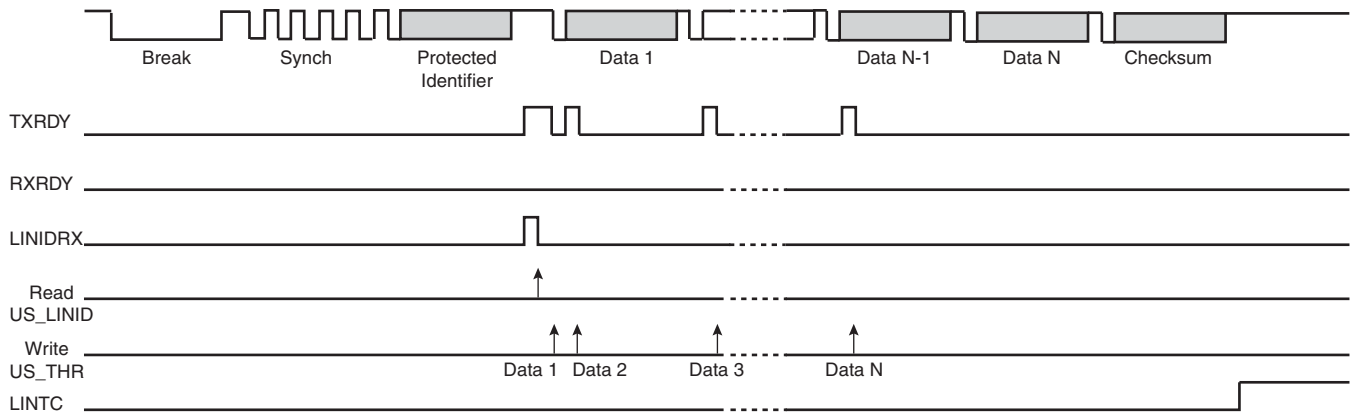 Break Synch Protected Identifier Data 1 Data N-1 Data N Checksum
TXRDY
RXRDY
LINIDRX
Read
US_LINID
Write
US_THR
Data 1 Data 2 Data 3 Data N
LINTC